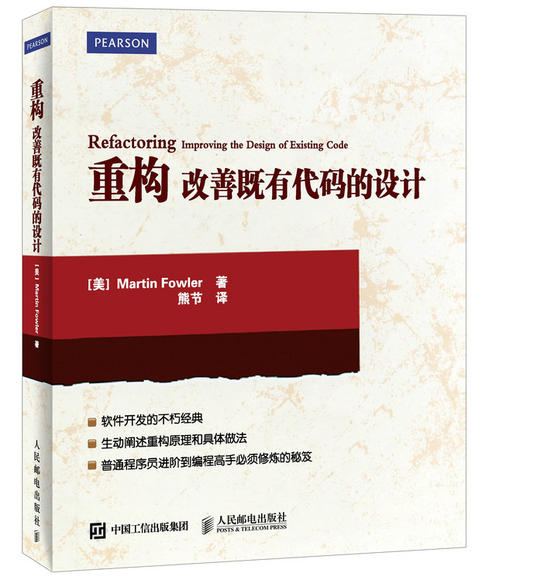 PEARSON
Refactoring Improving the Design of Existing Code
重构 改善既有代码的设计
[美] Martin Fowler 著
熊节 译
软件开发的不朽经典
生动阐述重构原理和具体做法
普通程序员进阶到编程高手必须修炼的秘笈
中国工信出版集团
人民邮电出版社
POSTS & TELECOM PRESS
重构 改善既有代码的设计
[美] Martin Fowler 著
人民邮电出版社